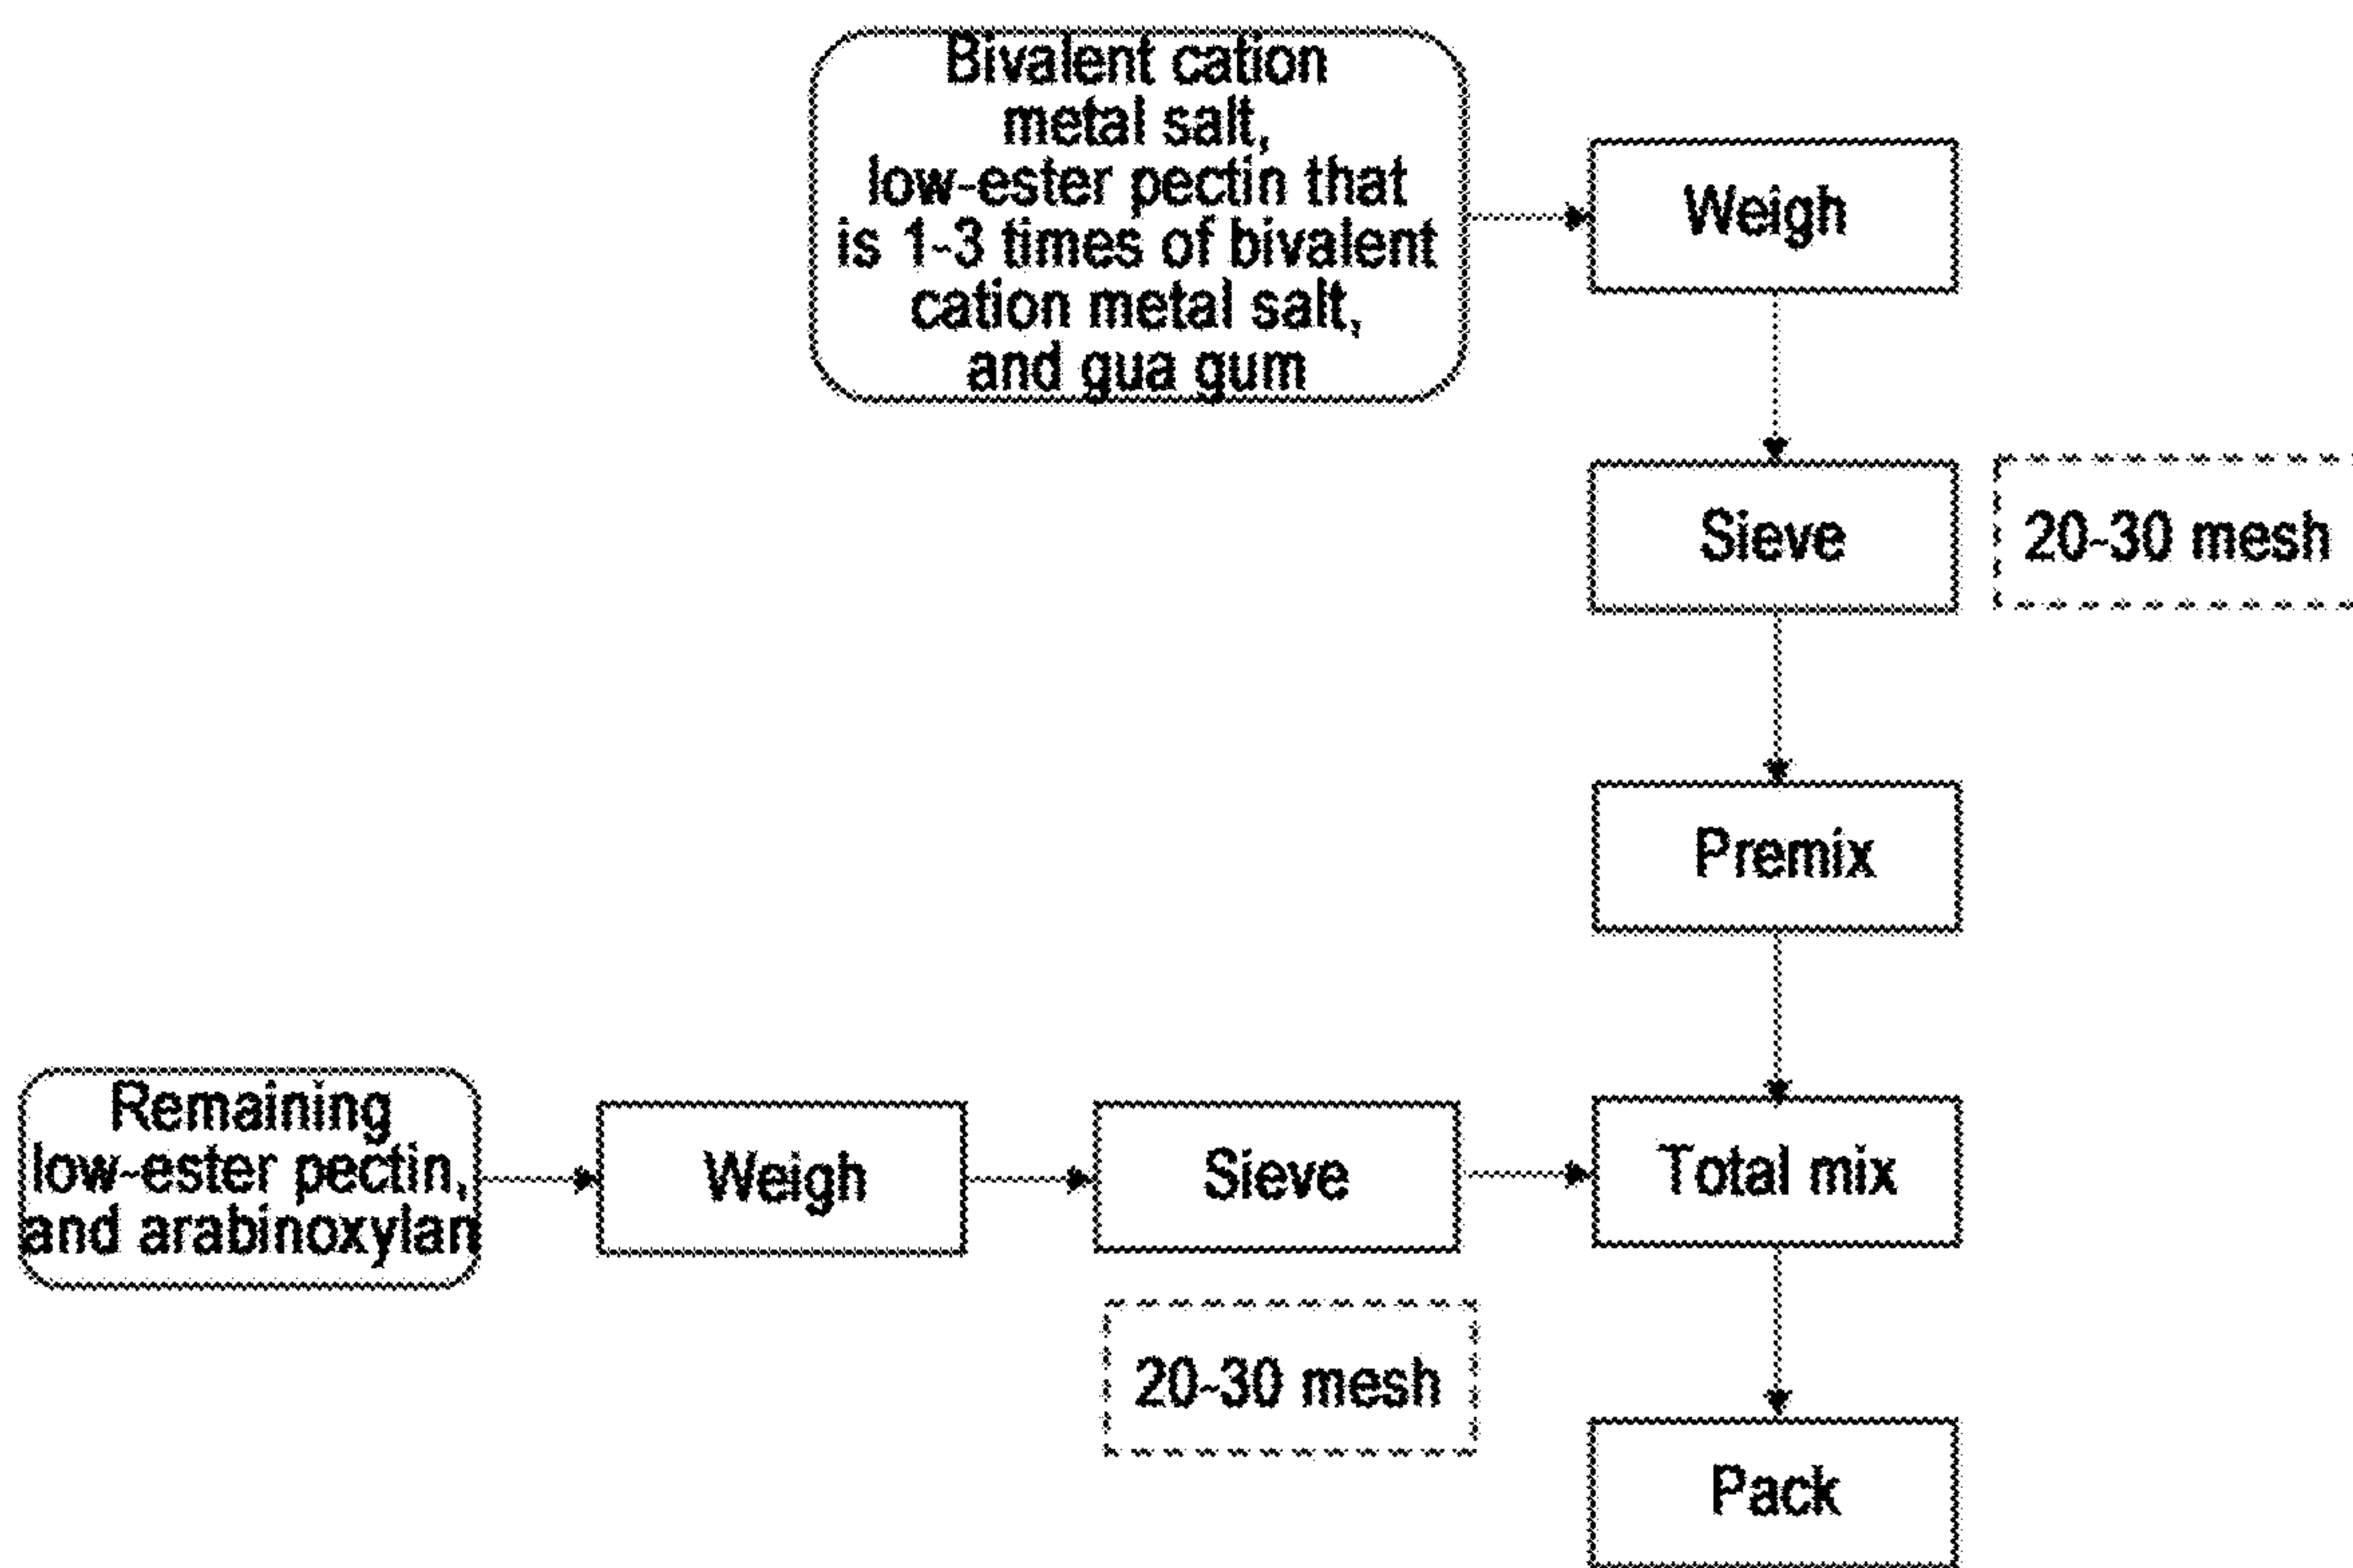 Bivalent cation
metal salt,
low-ester pectin that
is 1-3 times of bivalent
cation metal salt,
and gua gum
Weigh
Sieve
20-30 mesh
Premix
Remaining
low-ester pectin,
and arabinoxylan
Weigh
Sieve
Total mix
20-30 mesh
Pack